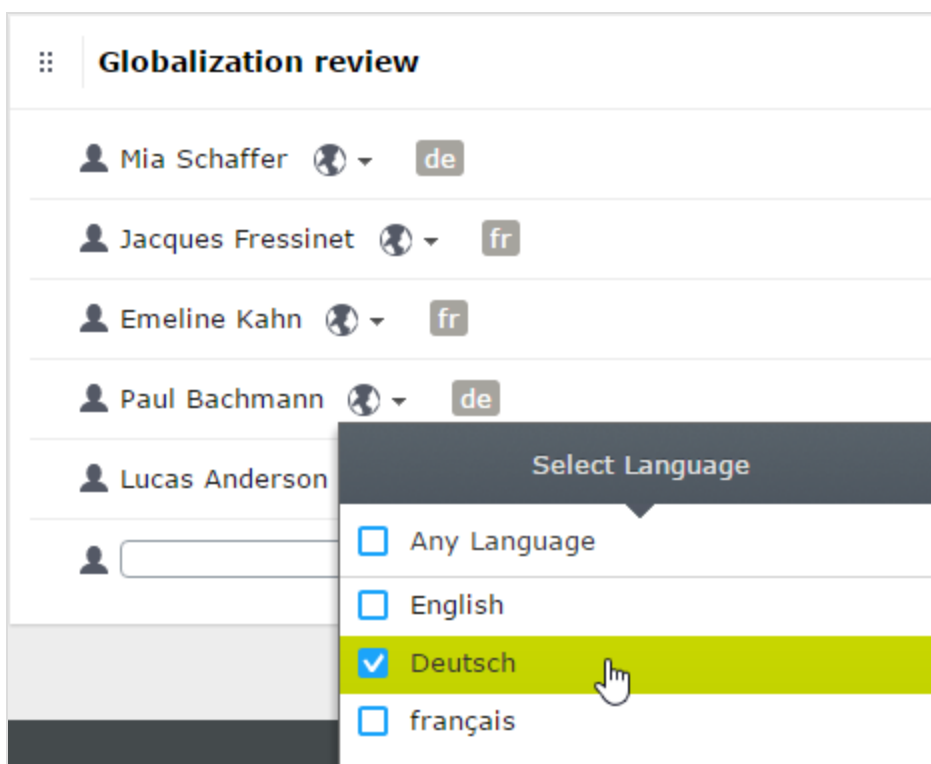 Globalization review
Mia Schaffer de
Jacques Fressinet fr
Emeline Kahn fr
Paul Bachmann de
Lucas Anderson
Select Language
Any Language
English
Deutsch
français